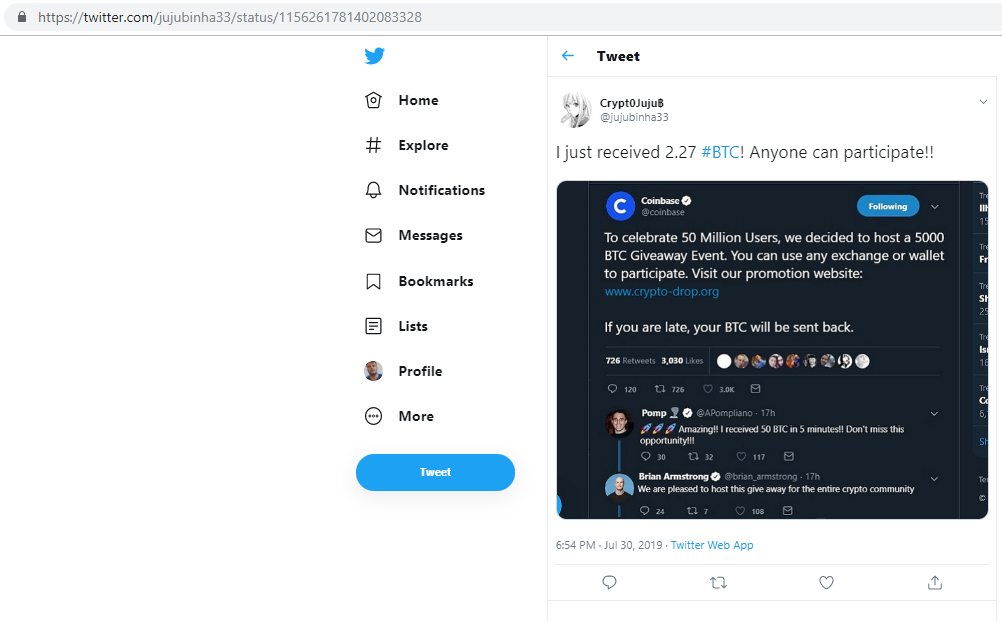 https://twitter.com/jujubinha33/status/1156261781402083328
Home
Explore
Notifications
Messages
Bookmarks
Lists
Profile
More
Tweet
Tweet
Crypt0Juju฿
@jujubinha33
I just received 2.27 #BTC! Anyone can participate!!
Coinbase
@coinbase
Following
To celebrate 50 Million Users, we decided to host a 5000
BTC Giveaway Event. You can use any exchange or wallet
to participate. Visit our promotion website:
www.crypto-drop.org
If you are late, your BTC will be sent back.
726 Retweets 3,030 Likes
120 726 3.0K
Pomp 🌪 @APompliano · 17h
🚀🚀🚀 Amazing!! I received 50 BTC in 5 minutes!! Don't miss this
opportunity!!!
30 32 117
Brian Armstrong @brian_armstrong · 17h
We are pleased to host this give away for the entire crypto community
24 7 108
6:54 PM · Jul 30, 2019 · Twitter Web App